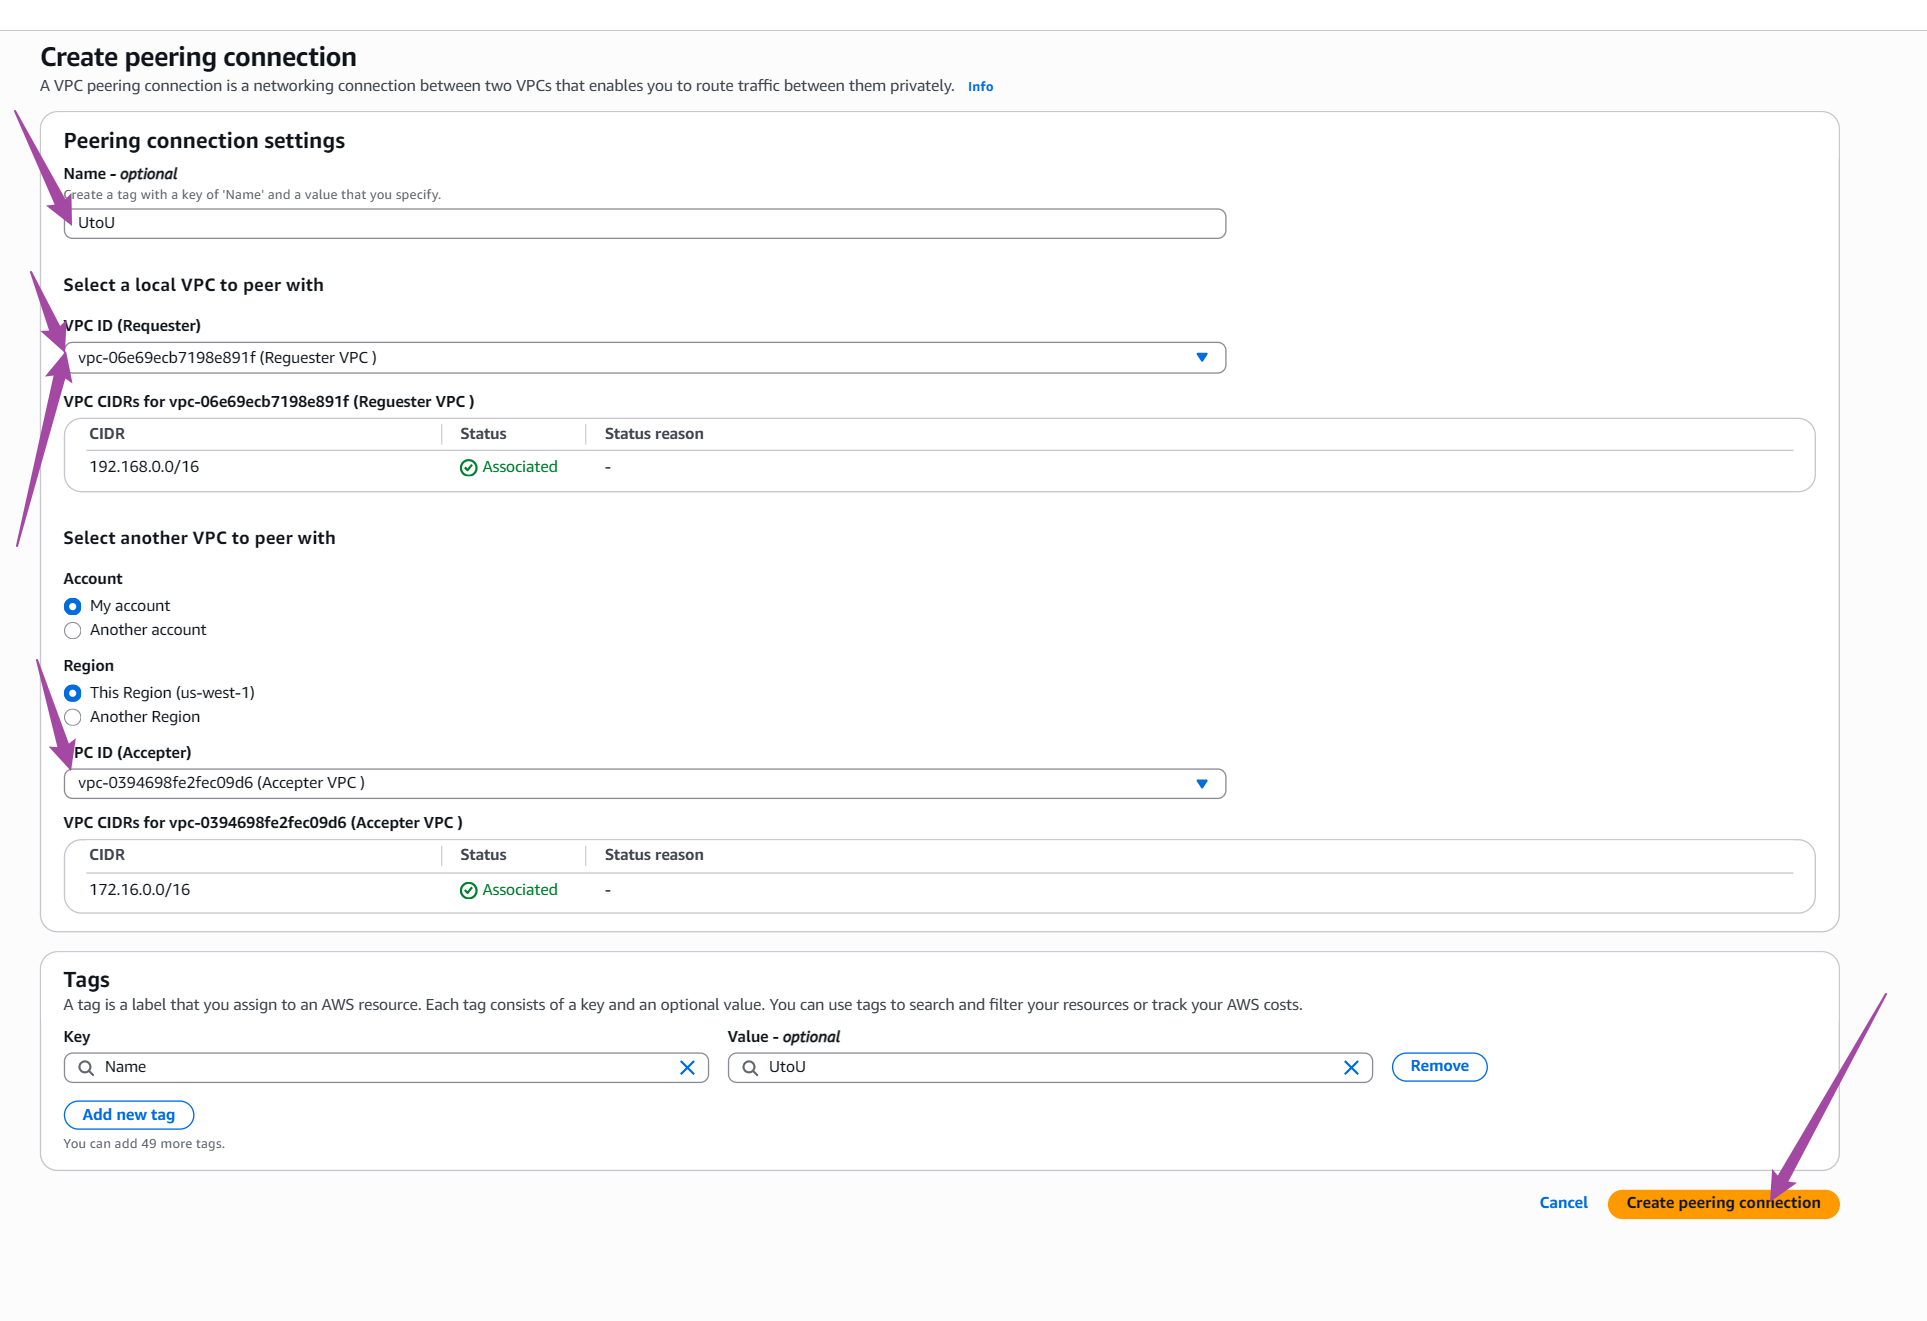 Create peering connection
A VPC peering connection is a networking connection between two VPCs that enables you to route traffic between them privately. Info
Peering connection settings
Name - optional
Create a tag with a key of 'Name' and a value that you specify.
UtoU
Select a local VPC to peer with
VPC ID (Requester)
vpc-06e69ecb7198e891f (Reguester VPC )
VPC CIDRs for vpc-06e69ecb7198e891f (Reguester VPC )
CIDR Status Status reason
192.168.0.0/16 Associated -
Select another VPC to peer with
Account
My account
Another account
Region
This Region (us-west-1)
Another Region
VPC ID (Accepter)
vpc-0394698fe2fec09d6 (Accepter VPC )
VPC CIDRs for vpc-0394698fe2fec09d6 (Accepter VPC )
CIDR Status Status reason
172.16.0.0/16 Associated -
Tags
A tag is a label that you assign to an AWS resource. Each tag consists of a key and an optional value. You can use tags to search and filter your resources or track your AWS costs.
Key Value - optional
Name UtoU Remove
Add new tag
You can add 49 more tags.
Cancel Create peering connection